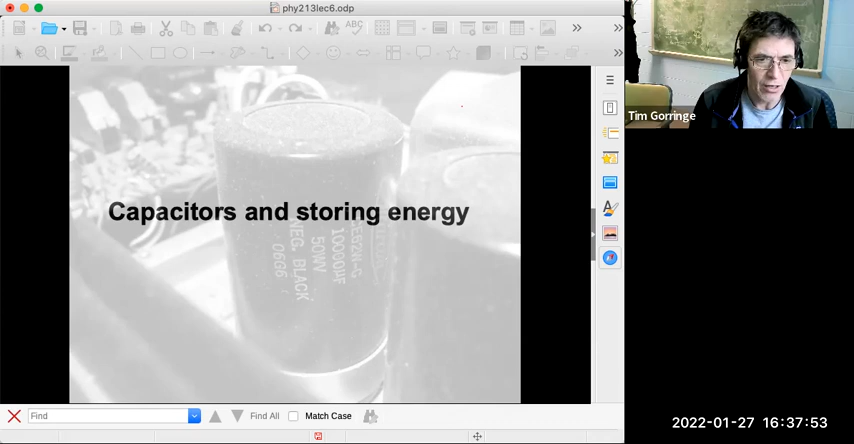 phy213lec6.odp
ABC
Capacitors and storing energy
10000UF
50WV
NEG. BLACK
Tim Gorringe
Find
Find All
Match Case
2022-01-27 16:37:53